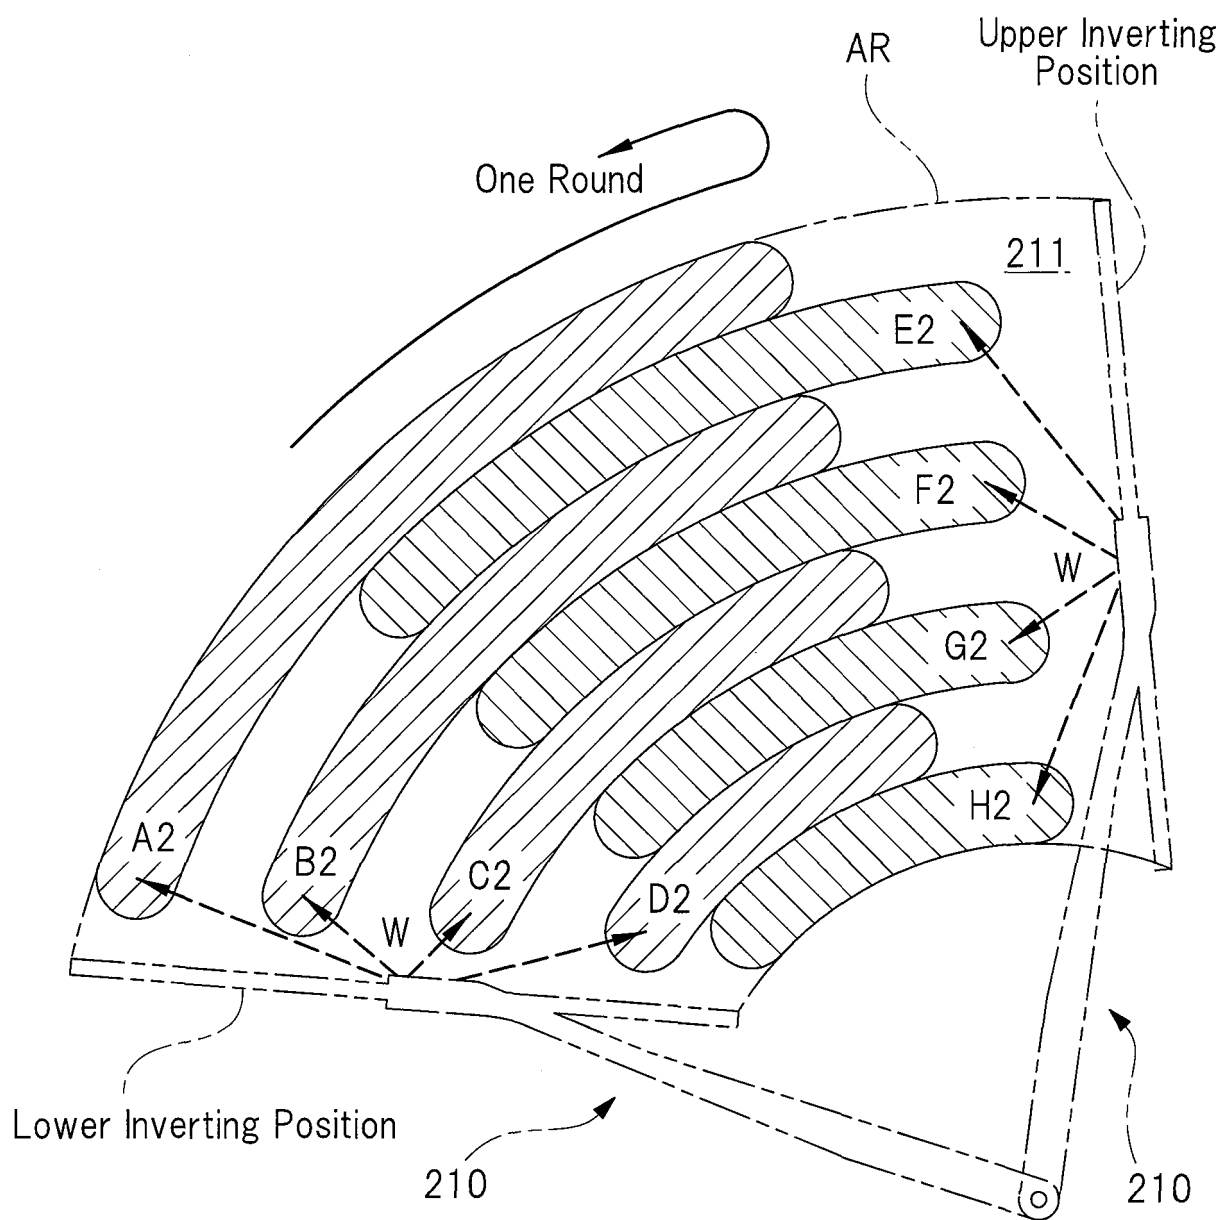 Upper Inverting
Position
AR
One Round
211
E2
F2
W
G2
H2
A2
B2
C2
D2
W
Lower Inverting Position
210
210